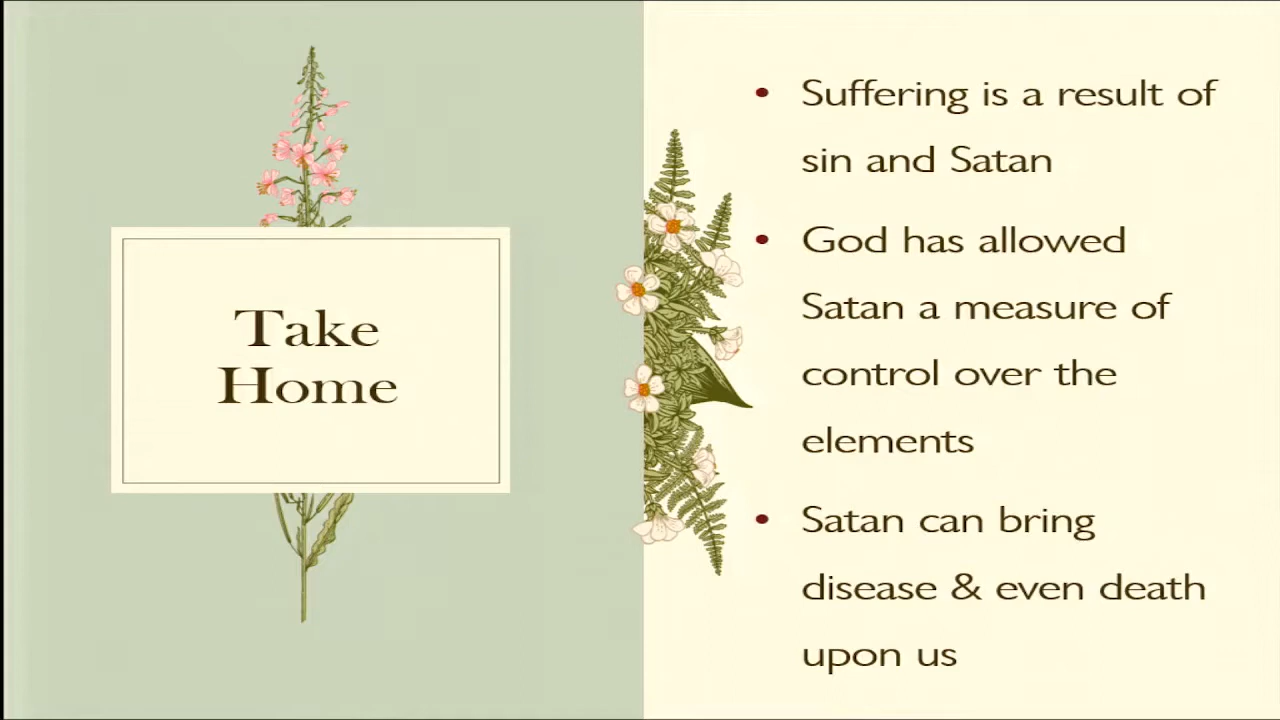 Take
Home
• Suffering is a result of
sin and Satan
• God has allowed
Satan a measure of
control over the
elements
• Satan can bring
disease & even death
upon us